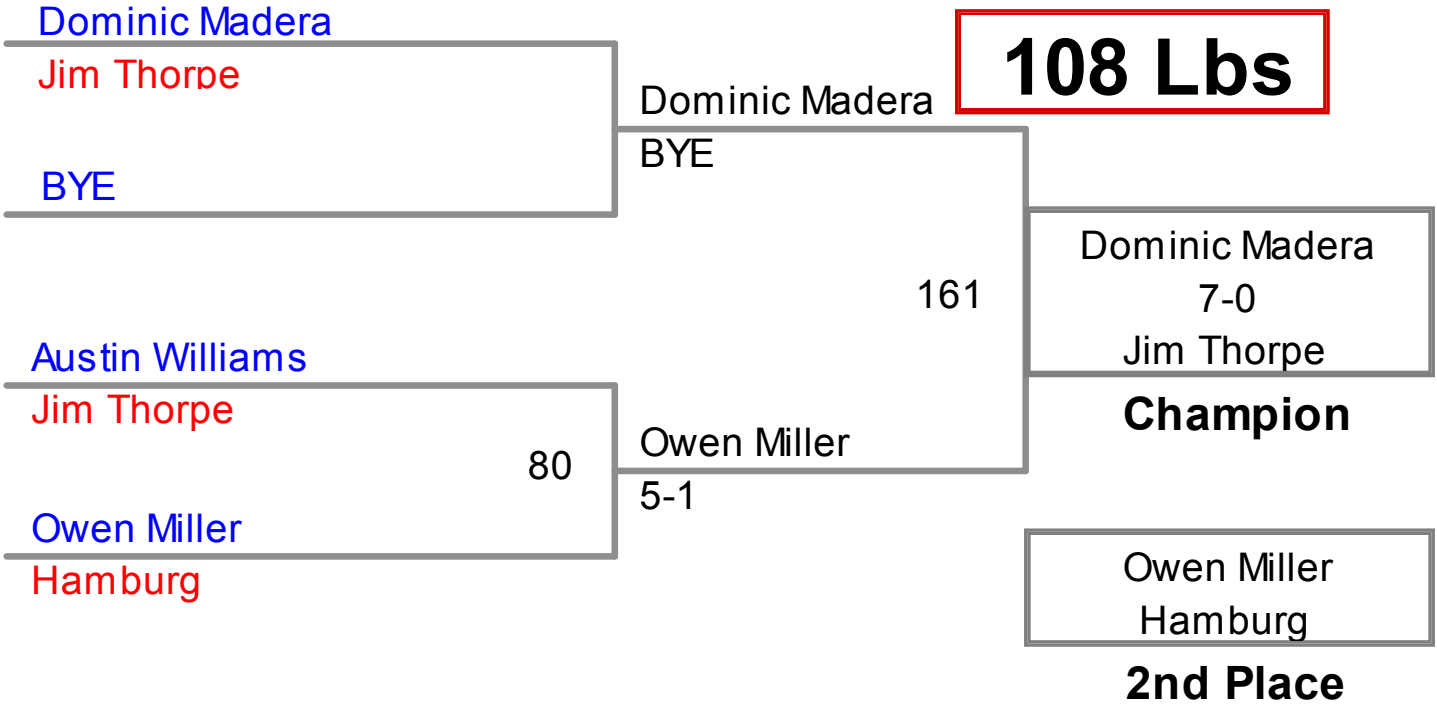 Dominic Madera
Jim Thorpe
108 Lbs
Dominic Madera
BYE
BYE
Dominic Madera
7-0
Jim Thorpe
Champion
161
Austin Williams
Jim Thorpe
80
Owen Miller
5-1
Owen Miller
Hamburg
Owen Miller
Hamburg
2nd Place